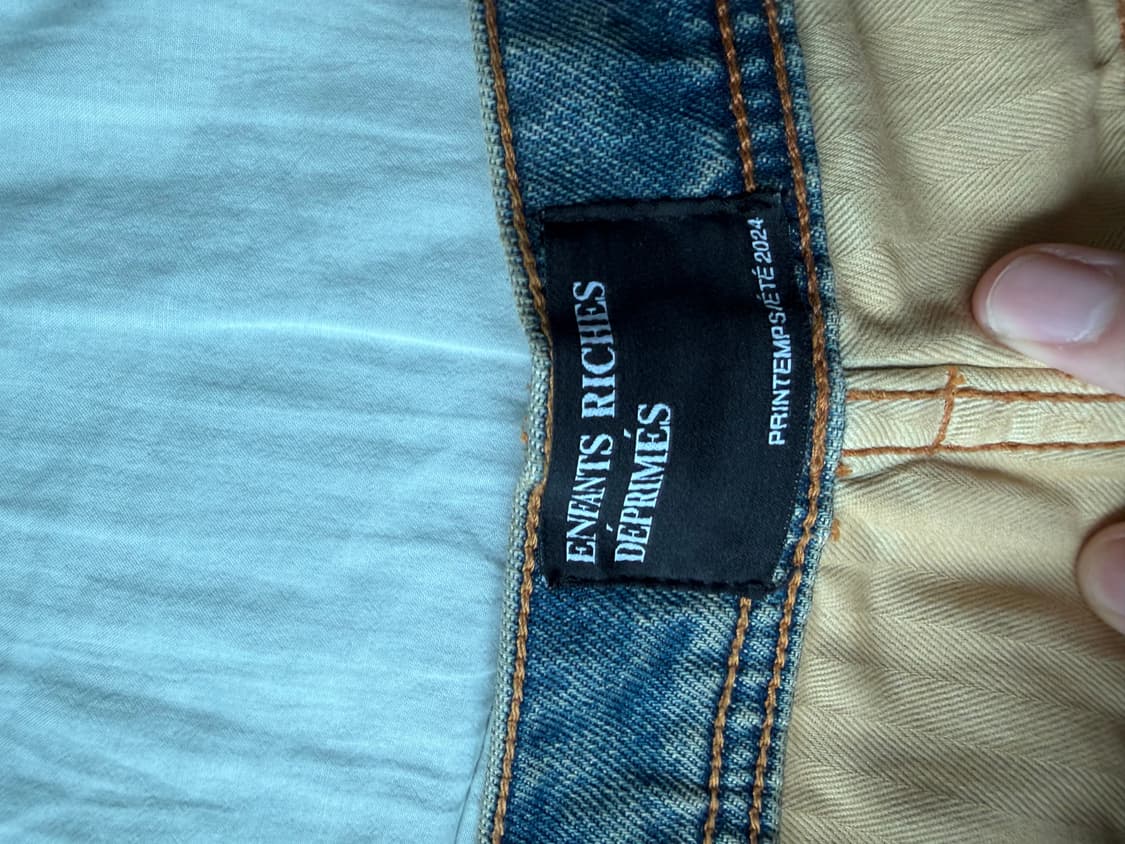 ENFANTS RICHES
DÉPRIMÉS
PRINTEMPS/ÉTÉ 2024